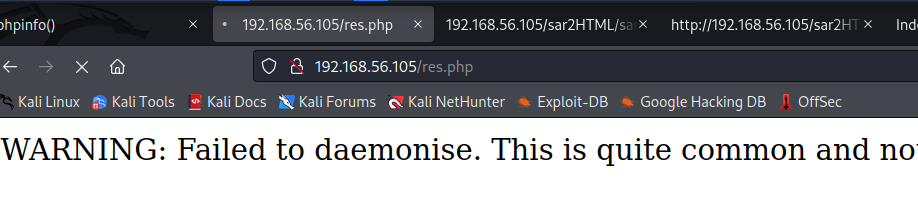 phpinfo()
192.168.56.105/res.php
192.168.56.105/sar2HTML/sa
http://192.168.56.105/sar2HT
Inde
192.168.56.105/res.php
Kali Linux
Kali Tools
Kali Docs
Kali Forums
Kali NetHunter
Exploit-DB
Google Hacking DB
OffSec
WARNING: Failed to daemonise. This is quite common and no